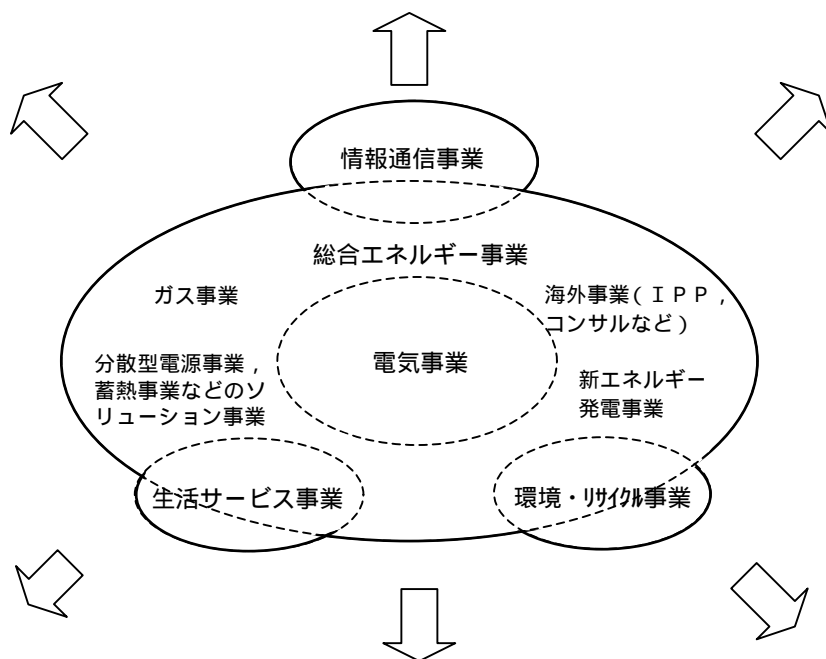 情報通信事業
総合エネルギー事業
ガス事業
海外事業(ＩＰＰ，
コンサルなど)
分散型電源事業，
蓄熱事業などのソ
リューション事業
電気事業
新エネルギー
発電事業
生活サービス事業
環境・ﾘｻｲｸﾙ事業